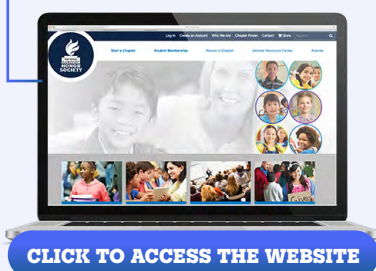 Log In Create an Account Who We Are Chapter Finder Contact Store
HONOR
SOCIETY
Start a Chapter Student Membership Renew A Chapter Adviser Resource Center Awards
CLICK TO ACCESS THE WEBSITE